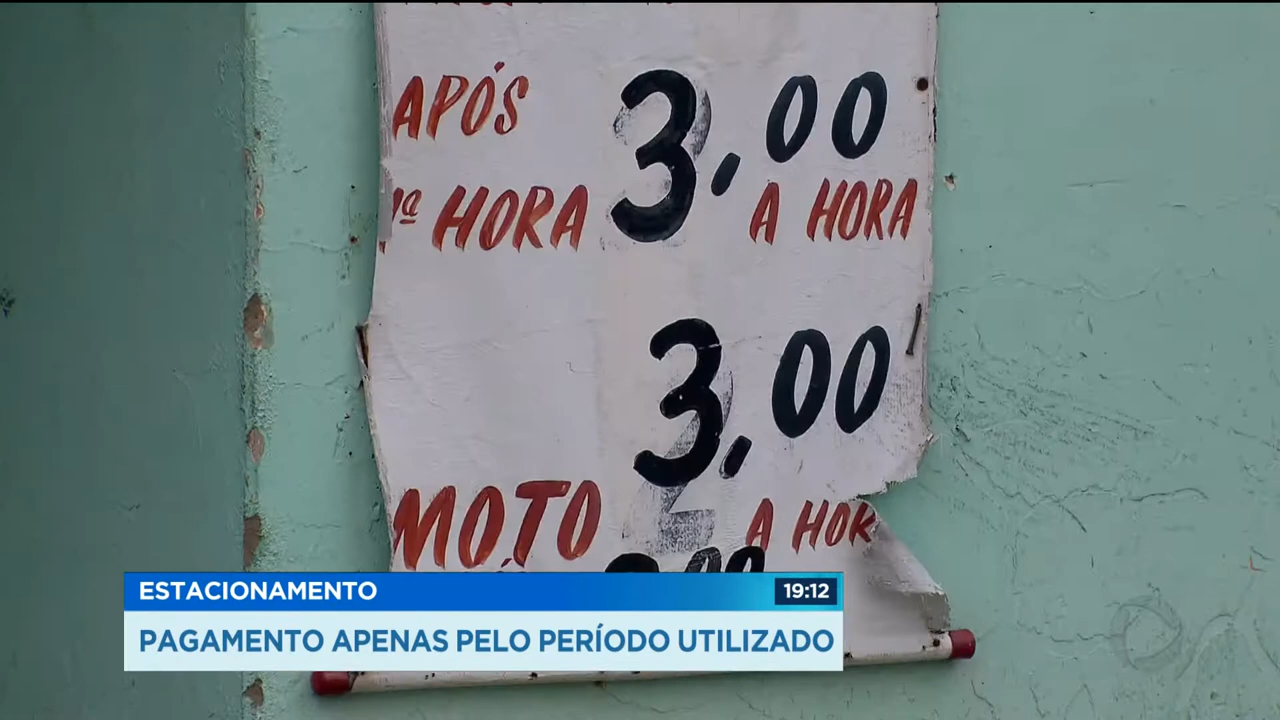 APÓS 3,00
1ª HORA A HORA
3,00
MOTO A HOR
ESTACIONAMENTO 19:12
PAGAMENTO APENAS PELO PERÍODO UTILIZADO